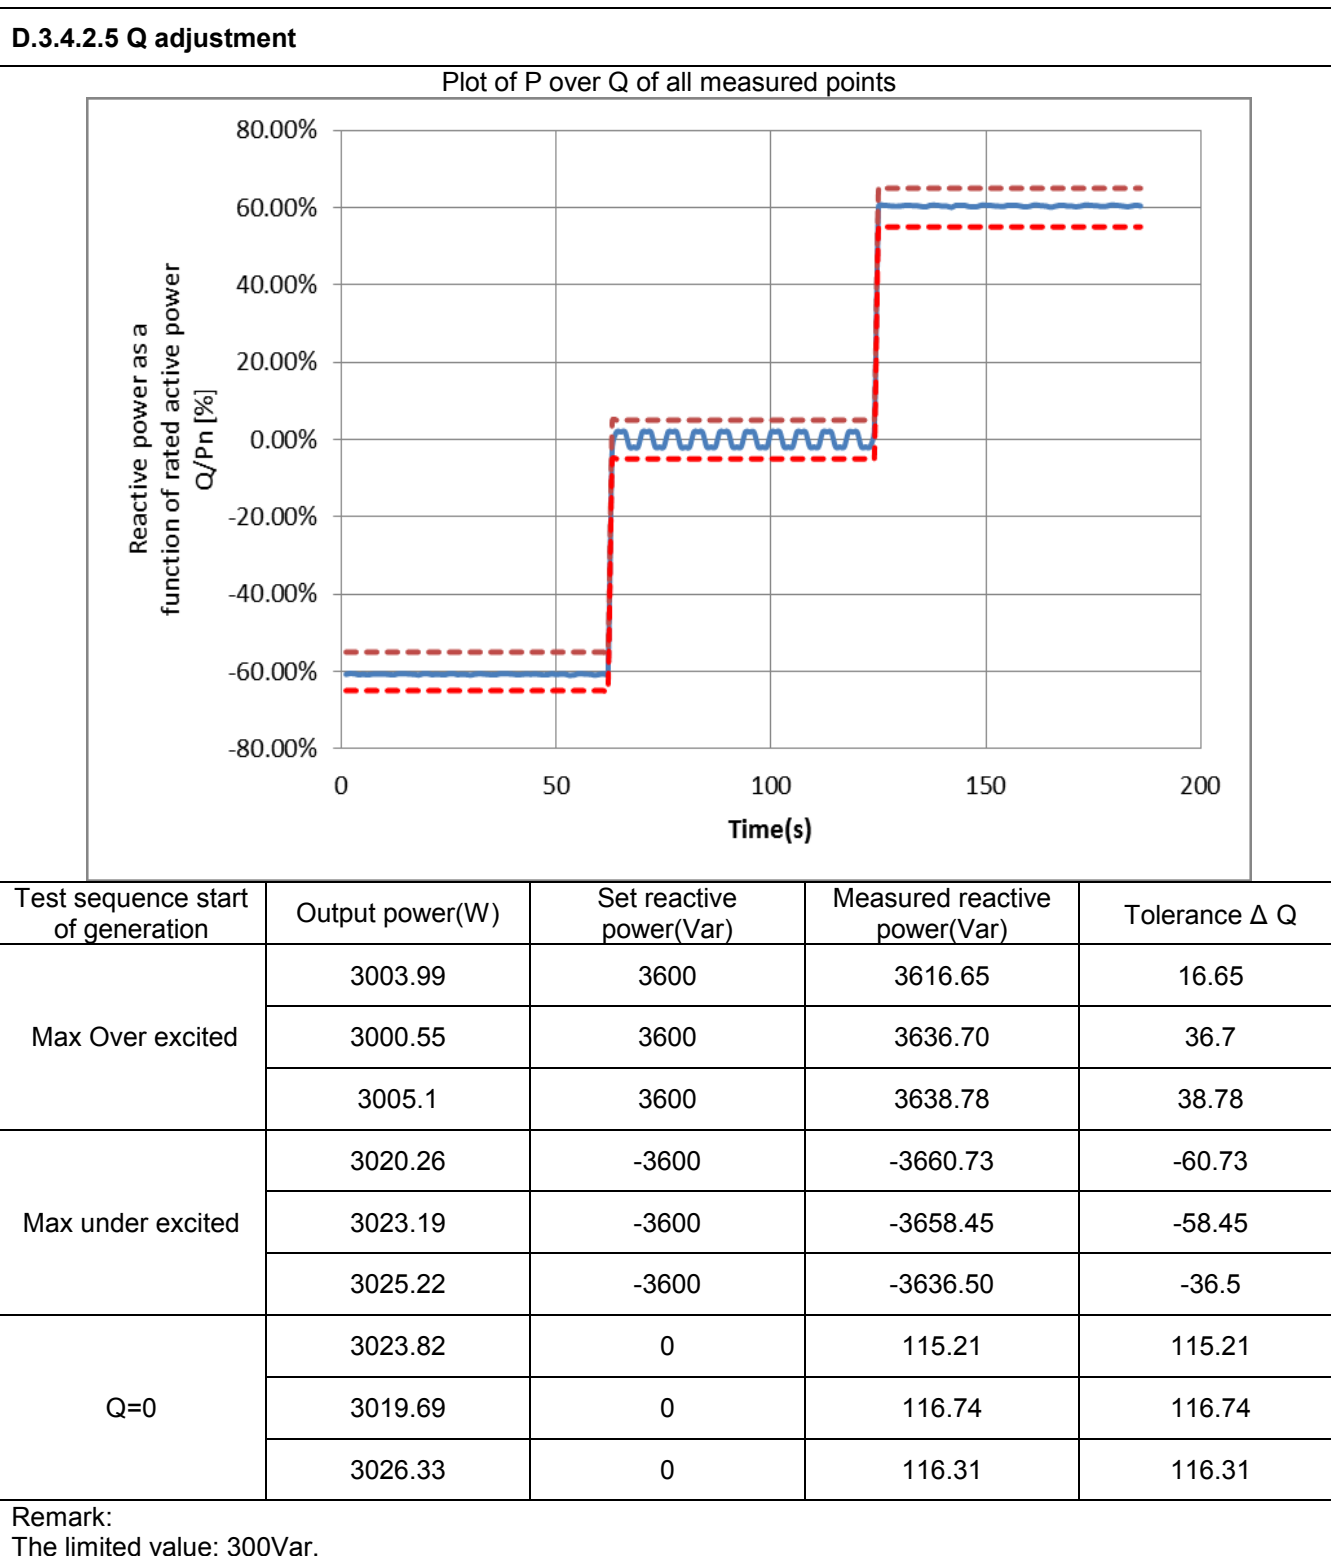 D.3.4.2.5 Q adjustment
Plot of P over Q of all measured points
Reactive power as a
function of rated active power
Q/Pn [%]
80.00%
60.00%
40.00%
20.00%
0.00%
-20.00%
-40.00%
-60.00%
-80.00%
0 50 100 150 200
Time(s)
Test sequence start
of generation
Output power(W)
Set reactive
power(Var)
Measured reactive
power(Var)
Tolerance Δ Q
Max Over excited
3003.99 3600 3616.65 16.65
3000.55 3600 3636.70 36.7
3005.1 3600 3638.78 38.78
Max under excited
3020.26 -3600 -3660.73 -60.73
3023.19 -3600 -3658.45 -58.45
3025.22 -3600 -3636.50 -36.5
Q=0
3023.82 0 115.21 115.21
3019.69 0 116.74 116.74
3026.33 0 116.31 116.31
Remark:
The limited value: 300Var.